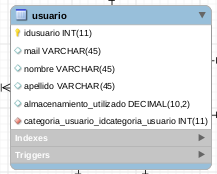 usuario
idusuario INT(11)
mail VARCHAR(45)
nombre VARCHAR(45)
apellido VARCHAR(45)
almacenamiento_utilizado DECIMAL(10,2)
categoria_usuario_idcategoria_usuario INT(11)
Indexes
Triggers